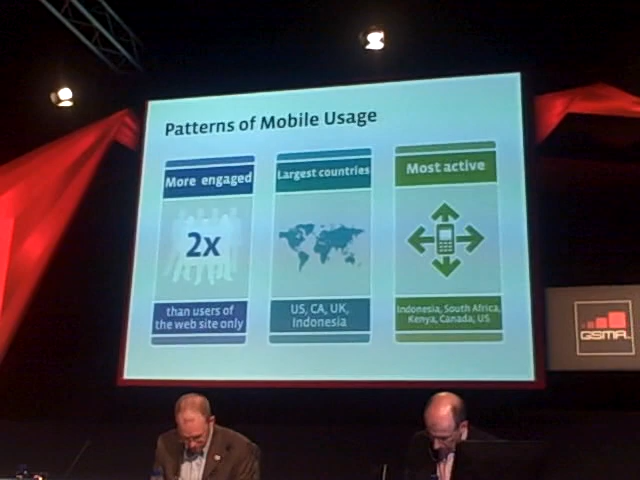 Patterns of Mobile Usage
More engaged
2x
than users of
the web site only
Largest countries
US, CA, UK,
Indonesia
Most active
Indonesia, South Africa,
Kenya, Canada, US
GSMA